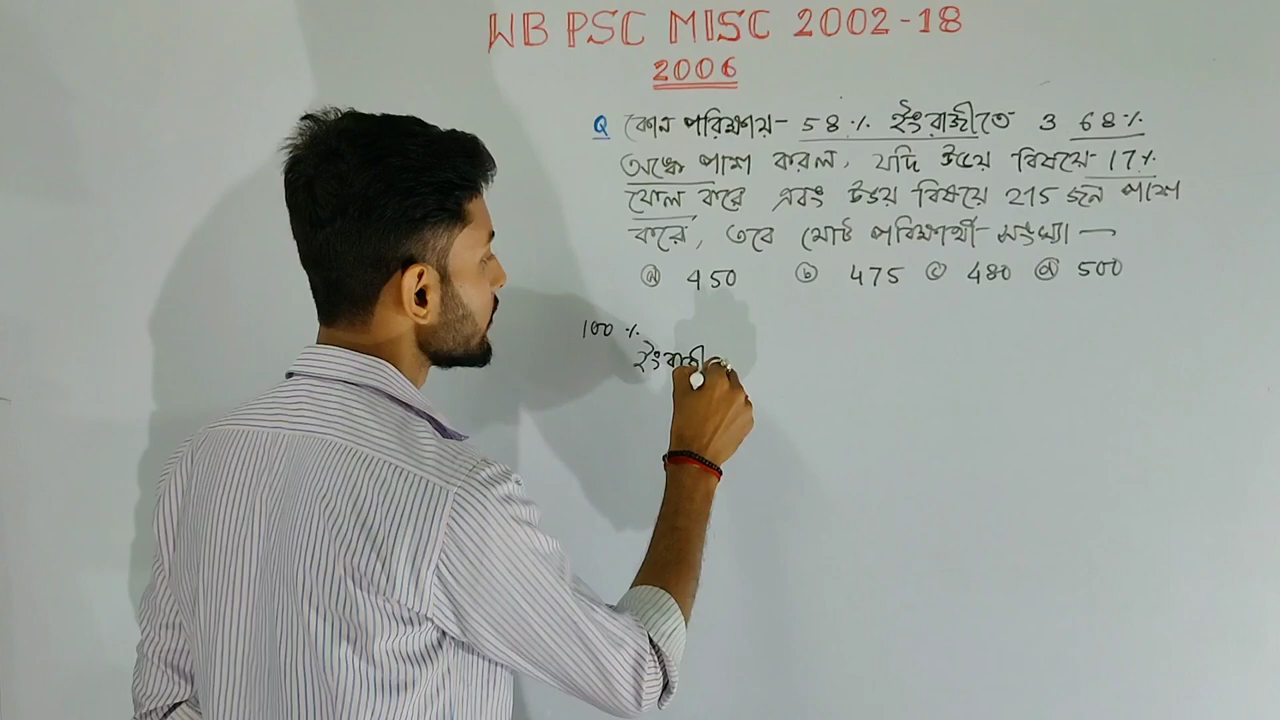 WB PSC MISC 2002-18
2006
Q কোন পরিক্ষায় 58% ইংরাজীতে ও 68%
অঙ্কে পাশ করল, যদি উভয় বিষয়ে 17%
ফেল করে এবং উভয় বিষয়ে 215 জন পাশ
করে, তবে মোট পরিক্ষার্থী সংখ্যা —
ⓐ 450 ⓑ 475 ⓒ 480 ⓓ 500
100%
ইংরাজী